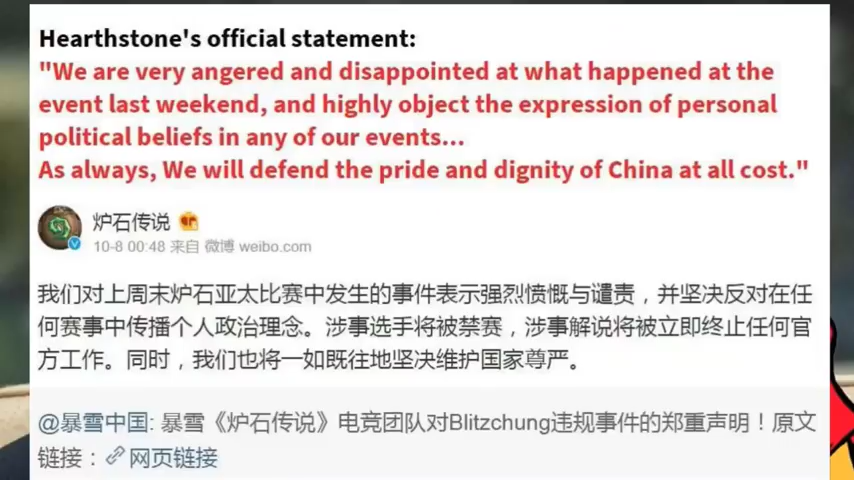 Hearthstone's official statement:
"We are very angered and disappointed at what happened at the
event last weekend, and highly object the expression of personal
political beliefs in any of our events...
As always, We will defend the pride and dignity of China at all cost."
炉石传说
10-8 00:48 来自 微博 weibo.com
我们对上周末炉石亚太比赛中发生的事件表示强烈愤慨与谴责，并坚决反对在任
何赛事中传播个人政治理念。涉事选手将被禁赛，涉事解说将被立即终止任何官
方工作。同时，我们也将一如既往地坚决维护国家尊严。
@暴雪中国: 暴雪《炉石传说》电竞团队对Blitzchung违规事件的郑重声明！原文
链接：网页链接